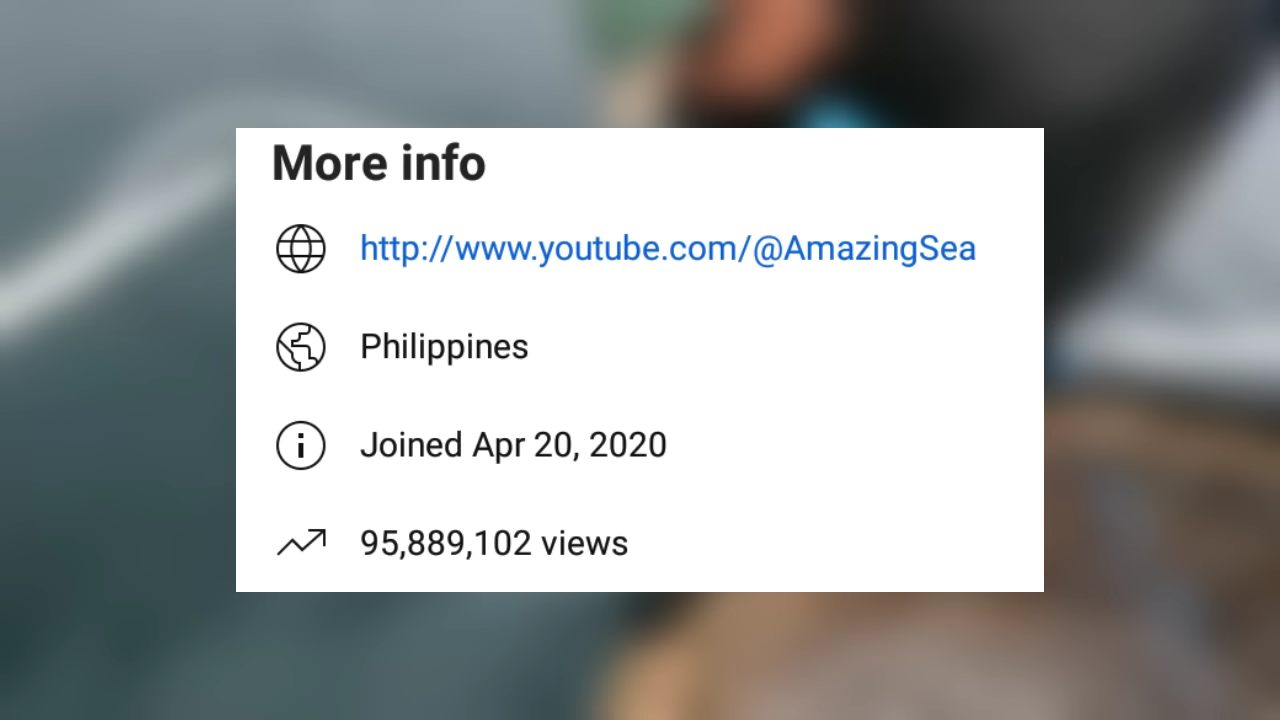 More info
http://www.youtube.com/@AmazingSea
Philippines
Joined Apr 20, 2020
95,889,102 views